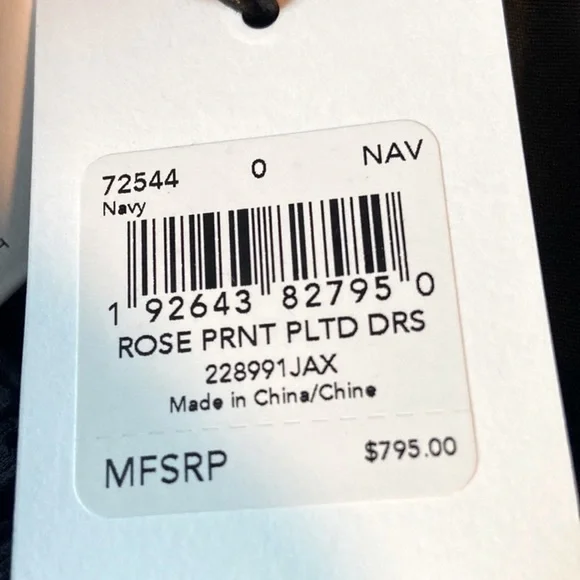 72544 0 NAV
Navy
1 92643 82795 0
ROSE PRNT PLTD DRS
228991JAX
Made in China/Chine
MFSRP $795.00